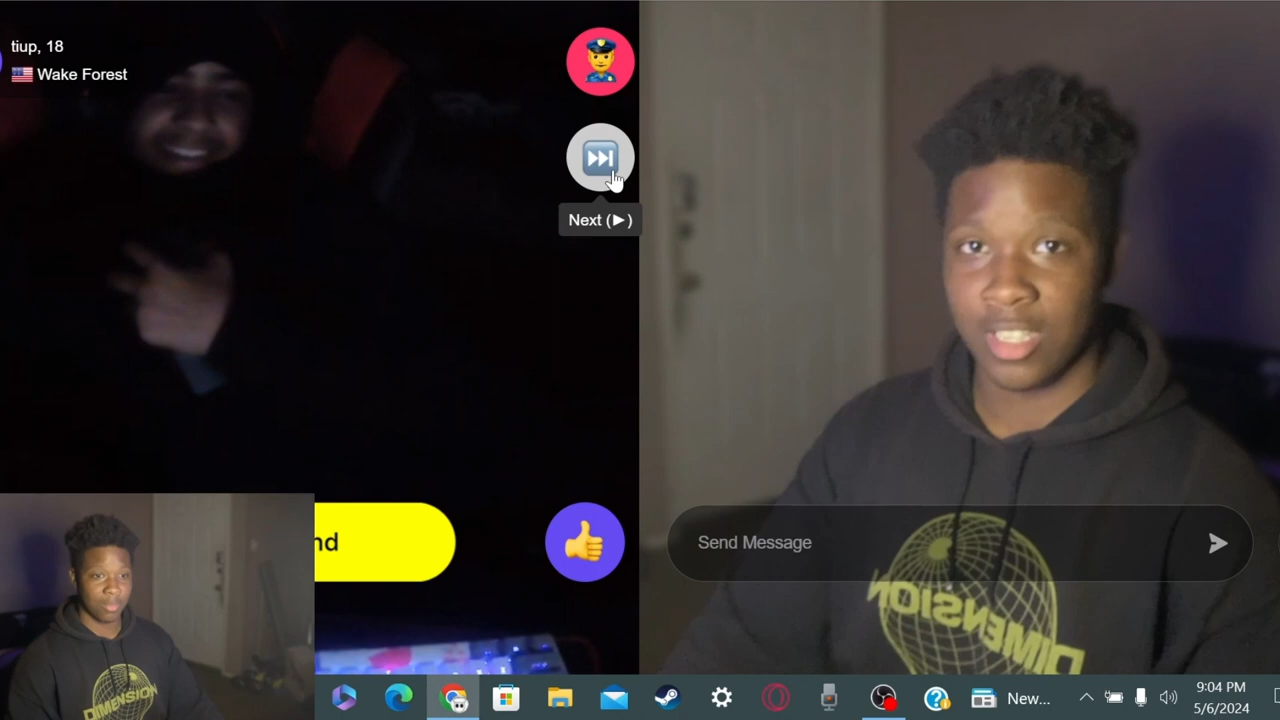 tiup, 18
Wake Forest
Next (▶)
nd
Send Message
DIMENSION
DIMENSION
New...
9:04 PM
5/6/2024